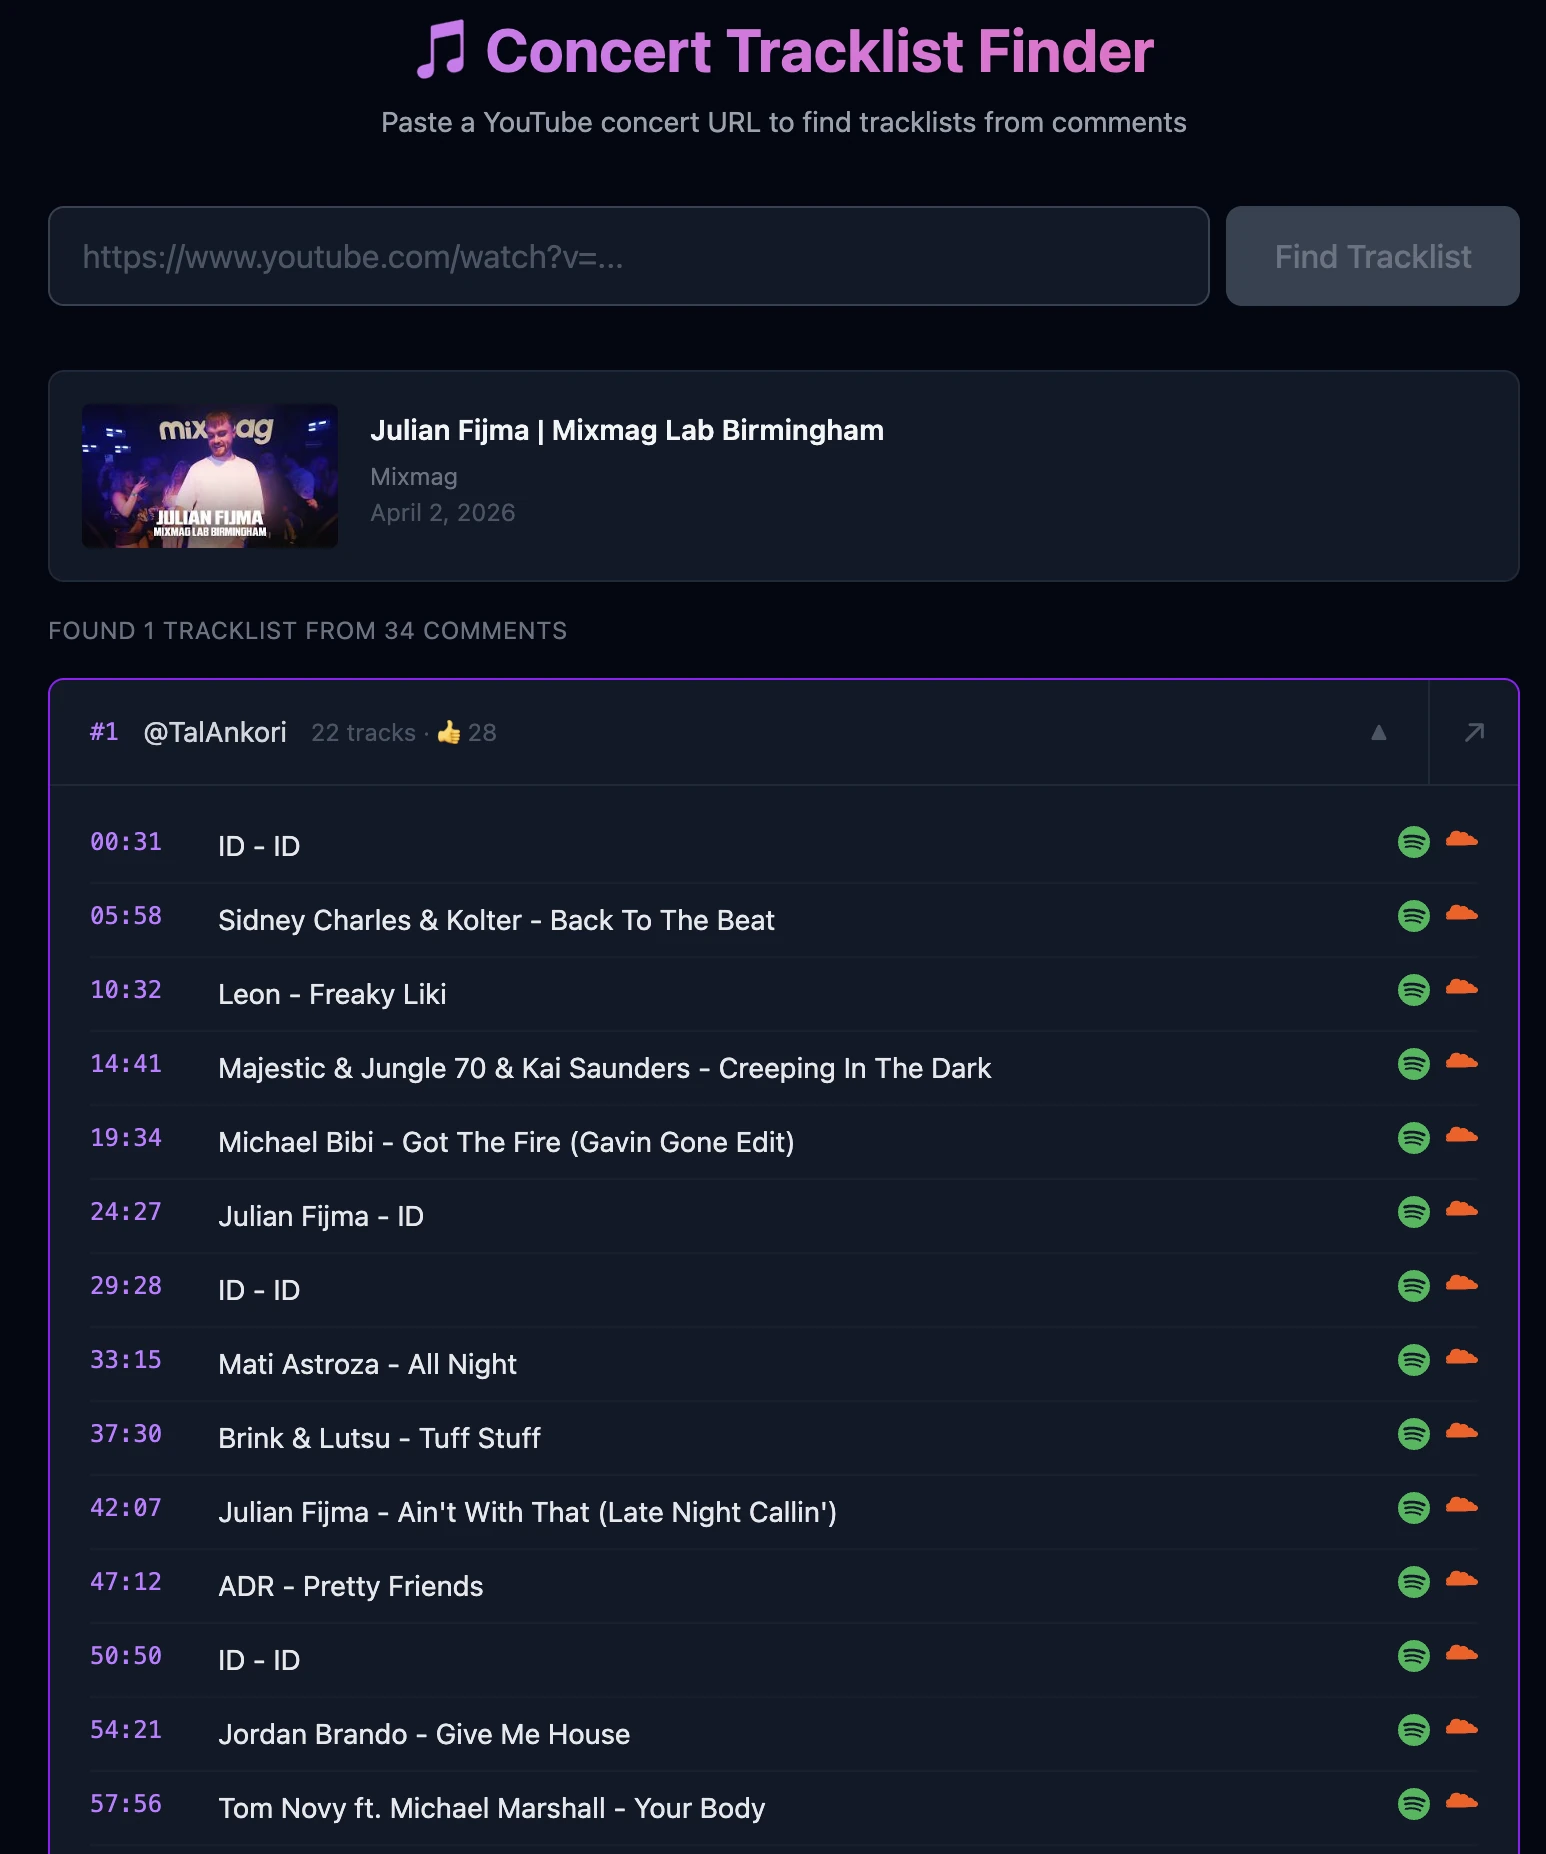 🎵 Concert Tracklist Finder
Paste a YouTube concert URL to find tracklists from comments
https://www.youtube.com/watch?v=...
Find Tracklist
mixmag
JULIAN FIJMA
MIXMAG LAB BIRMINGHAM
Julian Fijma | Mixmag Lab Birmingham
Mixmag
April 2, 2026
FOUND 1 TRACKLIST FROM 34 COMMENTS
#1 @TalAnkori 22 tracks · 👍 28 ▲ ↗
00:31 ID - ID
05:58 Sidney Charles & Kolter - Back To The Beat
10:32 Leon - Freaky Liki
14:41 Majestic & Jungle 70 & Kai Saunders - Creeping In The Dark
19:34 Michael Bibi - Got The Fire (Gavin Gone Edit)
24:27 Julian Fijma - ID
29:28 ID - ID
33:15 Mati Astroza - All Night
37:30 Brink & Lutsu - Tuff Stuff
42:07 Julian Fijma - Ain't With That (Late Night Callin')
47:12 ADR - Pretty Friends
50:50 ID - ID
54:21 Jordan Brando - Give Me House
57:56 Tom Novy ft. Michael Marshall - Your Body